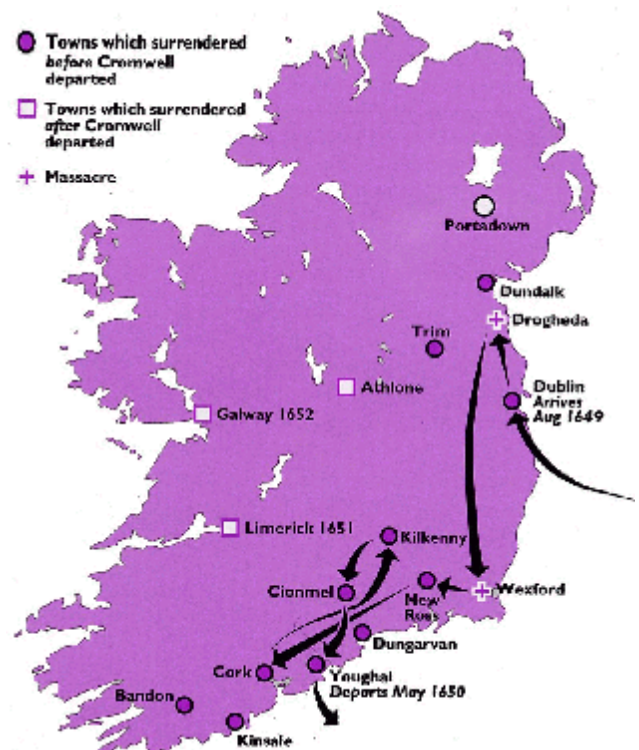 Towns which surrendered
before Cromwell
departed
Towns which surrendered
after Cromwell
departed
Massacre
Portadown
Dundalk
Drogheda
Trim
Athlone
Dublin
Arrives
Aug 1649
Galway 1652
Limerick 1651
Kilkenny
Clonmel
New
Ross
Wexford
Dungarvan
Cork
Youghal
Departs May 1650
Bandon
Kinsale